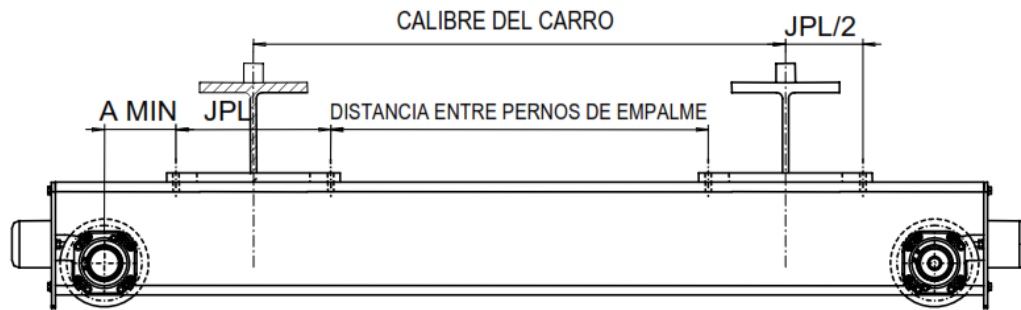 CALIBRE DEL CARRO
JPL/2
A MIN
JPL
DISTANCIA ENTRE PERNOS DE EMPALME